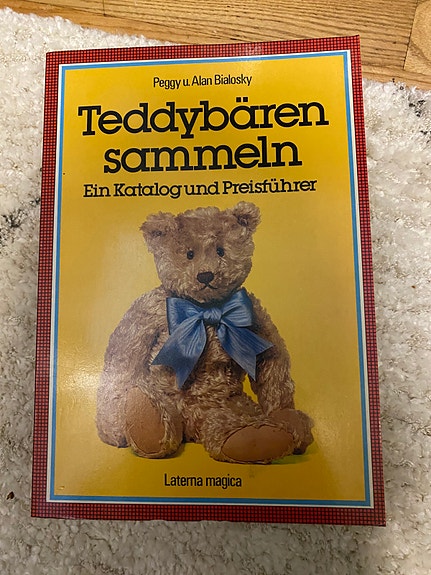 Peggy u. Alan Bialosky
Teddybären
sammeln
Ein Katalog und Preisführer
Laterna magica